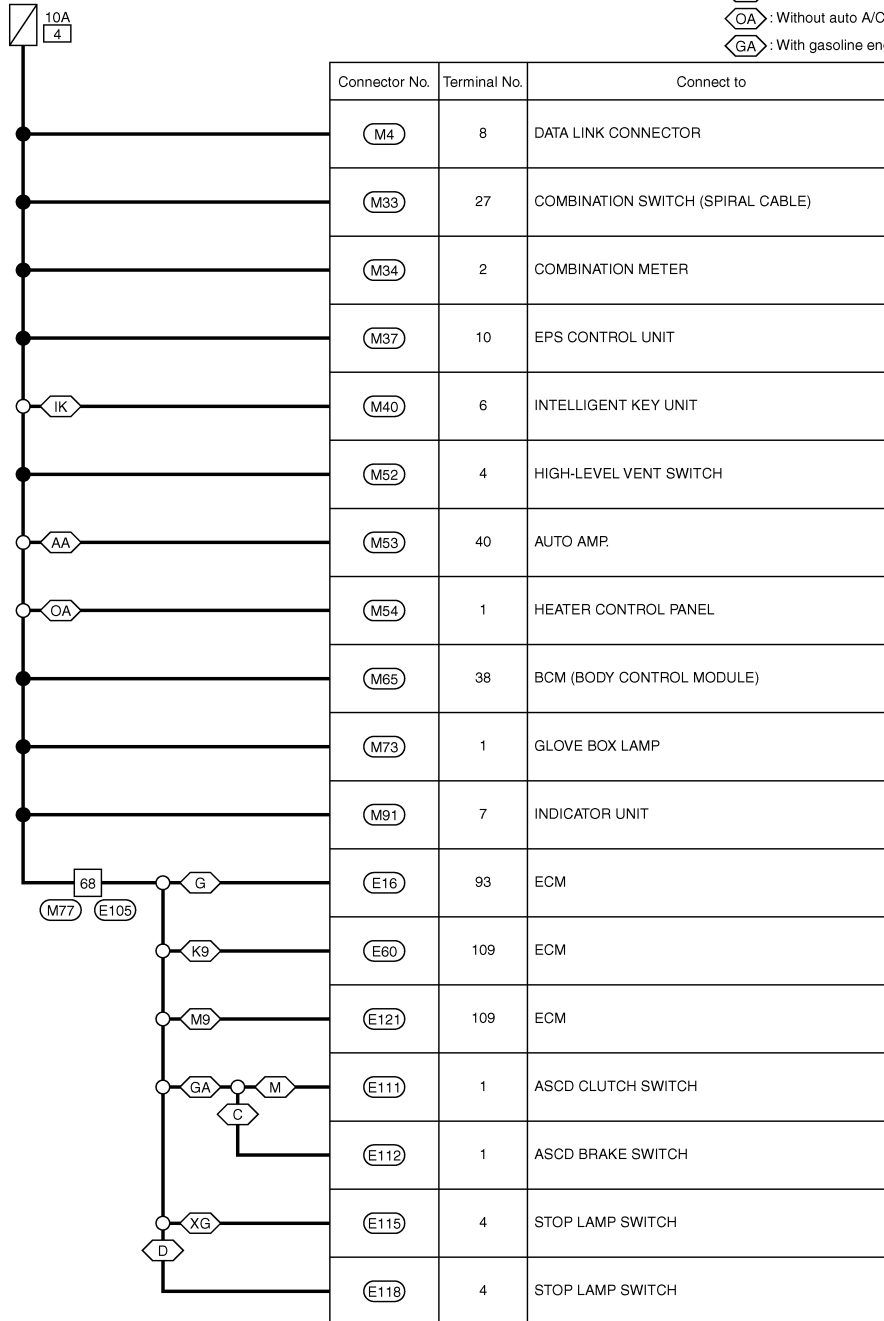 10A
4
OA : Without auto A/C
GA : With gasoline
Connector No. Terminal No. Connect to
M4 8 DATA LINK CONNECTOR
M33 27 COMBINATION SWITCH (SPIRAL CABLE)
M34 2 COMBINATION METER
M37 10 EPS CONTROL UNIT
IK M40 6 INTELLIGENT KEY UNIT
M52 4 HIGH-LEVEL VENT SWITCH
AA M53 40 AUTO AMP.
OA M54 1 HEATER CONTROL PANEL
M65 38 BCM (BODY CONTROL MODULE)
M73 1 GLOVE BOX LAMP
M91 7 INDICATOR UNIT
68 G E16 93 ECM
M77 E105
K9 E60 109 ECM
M9 E121 109 ECM
GA M E111 1 ASCD CLUTCH SWITCH
C
E112 1 ASCD BRAKE SWITCH
XG E115 4 STOP LAMP SWITCH
D
E118 4 STOP LAMP SWITCH